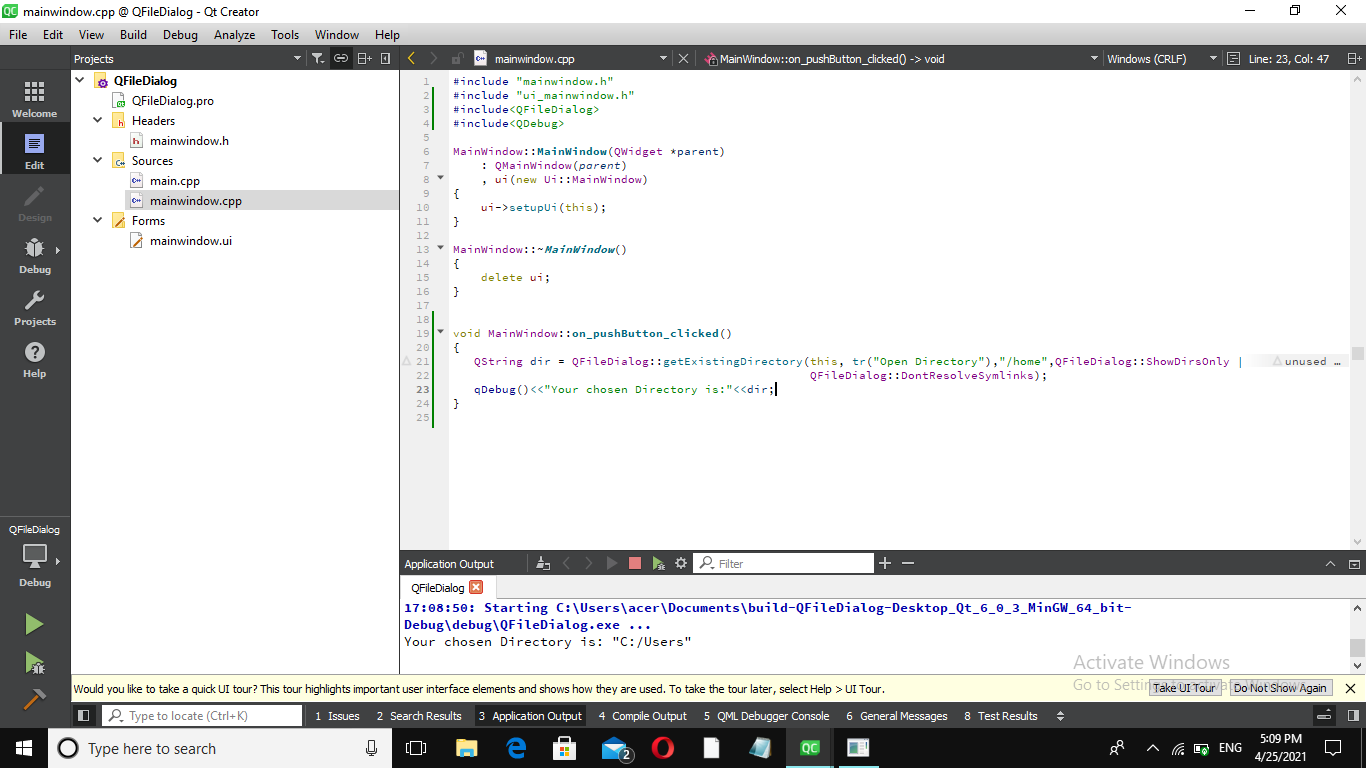 mainwindow.cpp @ QFileDialog - Qt Creator
File Edit View Build Debug Analyze Tools Window Help
Projects
mainwindow.cpp
MainWindow::on_pushButton_clicked() -> void
Windows (CRLF)
Line: 23, Col: 47
Welcome
Edit
Design
Debug
Projects
Help
QFileDialog
Debug
QFileDialog
QFileDialog.pro
Headers
mainwindow.h
Sources
main.cpp
mainwindow.cpp
Forms
mainwindow.ui
1 #include "mainwindow.h"
2 #include "ui_mainwindow.h"
3 #include<QFileDialog>
4 #include<QDebug>
5
6 MainWindow::MainWindow(QWidget *parent)
7 : QMainWindow(parent)
8 , ui(new Ui::MainWindow)
9 {
10 ui->setupUi(this);
11 }
12
13 MainWindow::~MainWindow()
14 {
15 delete ui;
16 }
17
18
19 void MainWindow::on_pushButton_clicked()
20 {
21 QString dir = QFileDialog::getExistingDirectory(this, tr("Open Directory"),"/home",QFileDialog::ShowDirsOnly | unused ...
22 QFileDialog::DontResolveSymlinks);
23 qDebug()<<"Your chosen Directory is:"<<dir;
24 }
25
Application Output
Filter
QFileDialog
17:08:50: Starting C:\Users\acer\Documents\build-QFileDialog-Desktop_Qt_6_0_3_MinGW_64_bit-
Debug\debug\QFileDialog.exe ...
Your chosen Directory is: "C:/Users"
Activate Windows
Would you like to take a quick UI tour? This tour highlights important user interface elements and shows how they are used. To take the tour later, select Help > UI Tour.
Go to Settin
Take UI Tour
Do Not Show Again
Type to locate (Ctrl+K)
1 Issues 2 Search Results 3 Application Output 4 Compile Output 5 QML Debugger Console 6 General Messages 8 Test Results
Type here to search
2
QC
ENG
5:09 PM
4/25/2021